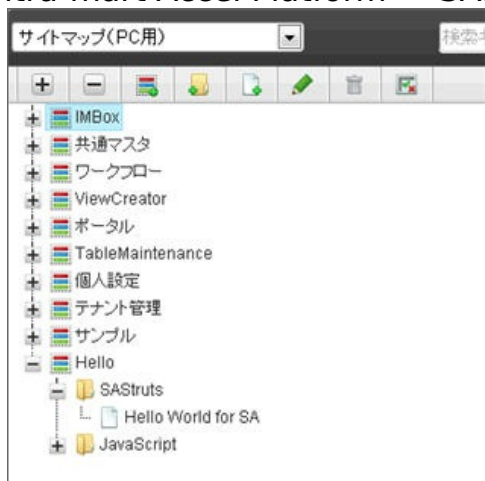 サイトマップ(PC用)
IMBox
共通マスタ
ワークフロー
ViewCreator
ポータル
TableMaintenance
個人設定
テナント管理
サンプル
Hello
SAStruts
Hello World for SA
JavaScript